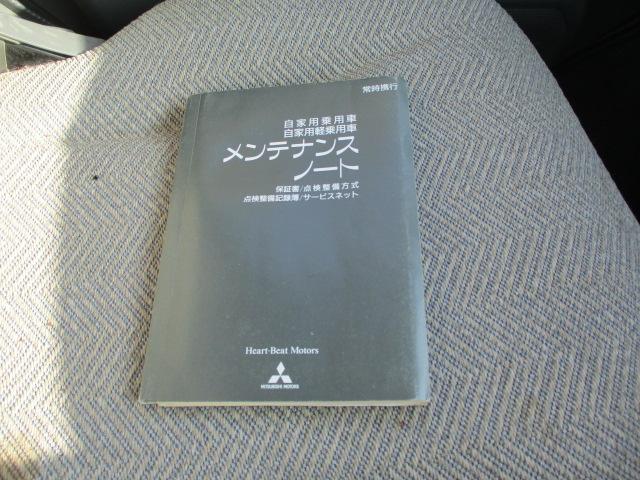 常時携行
自家用乗用車
自家用軽乗用車
メンテナンス
ノート
保証書/点検整備方式
点検整備記録簿/サービスネット
Heart-Beat Motors
MITSUBISHI MOTORS